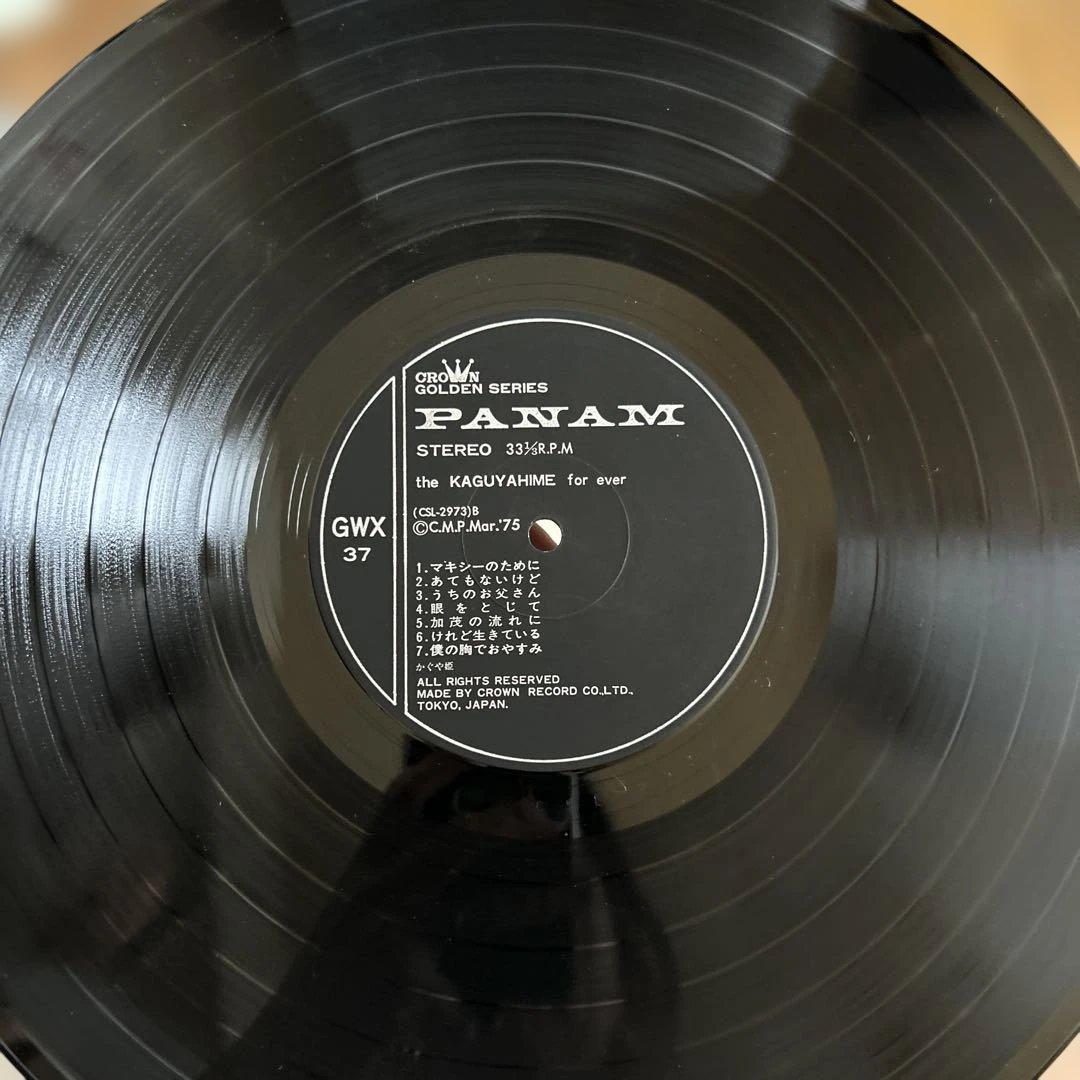 CROWN
GOLDEN SERIES
PANAM
STEREO 33⅓R.P.M
the KAGUYAHIME for ever
(CSL-2973)B
©C.M.P.Mar.'75
GWX
37
1.マキシーのために
2.あてもないけど
3.うちのお父さん
4.眼をとじて
5.加茂の流れに
6.けれど生きている
7.僕の胸でおやすみ
かぐや姫
ALL RIGHTS RESERVED
MADE BY CROWN RECORD CO.,LTD.,
TOKYO, JAPAN.